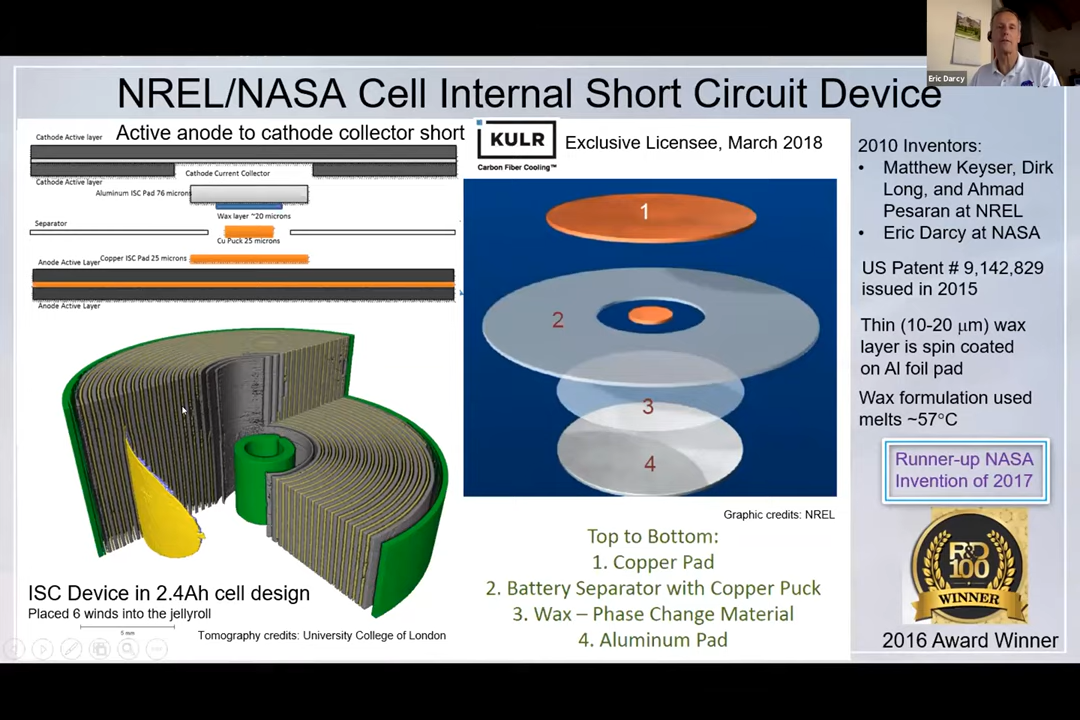 Eric Darcy
NREL/NASA Cell Internal Short Circuit Device
Active anode to cathode collector short
Cathode Active layer
Cathode Current Collector
Cathode Active layer
Aluminum ISC Pad 76 microns
Wax layer ~20 microns
Separator
Cu Puck 25 microns
Copper ISC Pad 25 microns
Anode Active Layer
Anode Active Layer
ISC Device in 2.4Ah cell design
Placed 6 winds into the jellyroll
5 mm
Tomography credits: University College of London
KULR
Carbon Fiber Cooling™
Exclusive Licensee, March 2018
1
2
3
4
Graphic credits: NREL
Top to Bottom:
1. Copper Pad
2. Battery Separator with Copper Puck
3. Wax – Phase Change Material
4. Aluminum Pad
2010 Inventors:
• Matthew Keyser, Dirk
Long, and Ahmad
Pesaran at NREL
• Eric Darcy at NASA
US Patent # 9,142,829
issued in 2015
Thin (10-20 μm) wax
layer is spin coated
on Al foil pad
Wax formulation used
melts ~57°C
Runner-up NASA
Invention of 2017
R&D
100
WINNER
2016 Award Winner